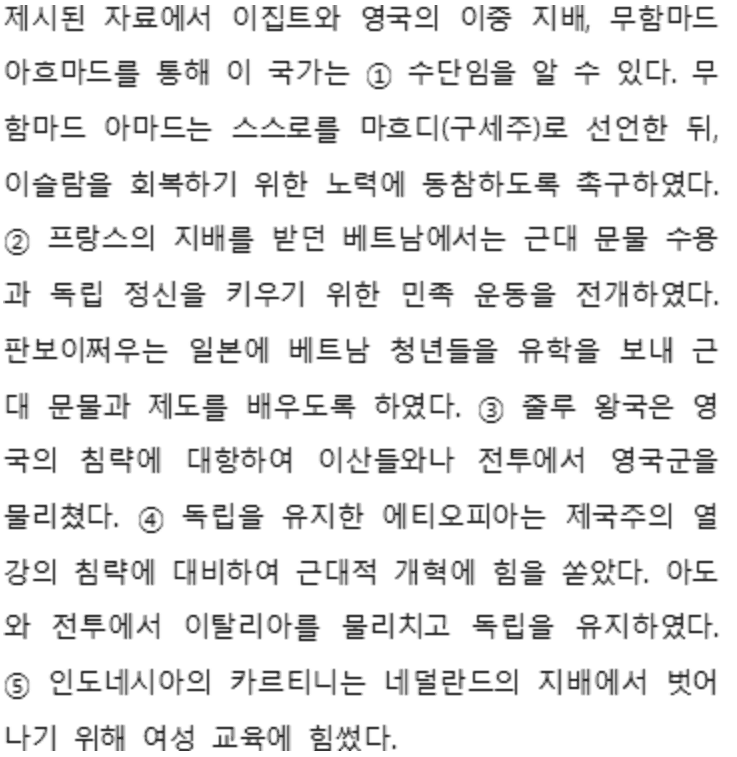 제시된 자료에서 이집트와 영국의 이중 지배, 무함마드
아흐마드를 통해 이 국가는 ① 수단임을 알 수 있다. 무
함마드 아마드는 스스로를 마흐디(구세주)로 선언한 뒤,
이슬람을 회복하기 위한 노력에 동참하도록 촉구하였다.
② 프랑스의 지배를 받던 베트남에서는 근대 문물 수용
과 독립 정신을 키우기 위한 민족 운동을 전개하였다.
판보이쩌우는 일본에 베트남 청년들을 유학을 보내 근
대 문물과 제도를 배우도록 하였다. ③ 줄루 왕국은 영
국의 침략에 대항하여 이산들와나 전투에서 영국군을
물리쳤다. ④ 독립을 유지한 에티오피아는 제국주의 열
강의 침략에 대비하여 근대적 개혁에 힘을 쏟았다. 아도
와 전투에서 이탈리아를 물리치고 독립을 유지하였다.
⑤ 인도네시아의 카르티니는 네덜란드의 지배에서 벗어
나기 위해 여성 교육에 힘썼다.